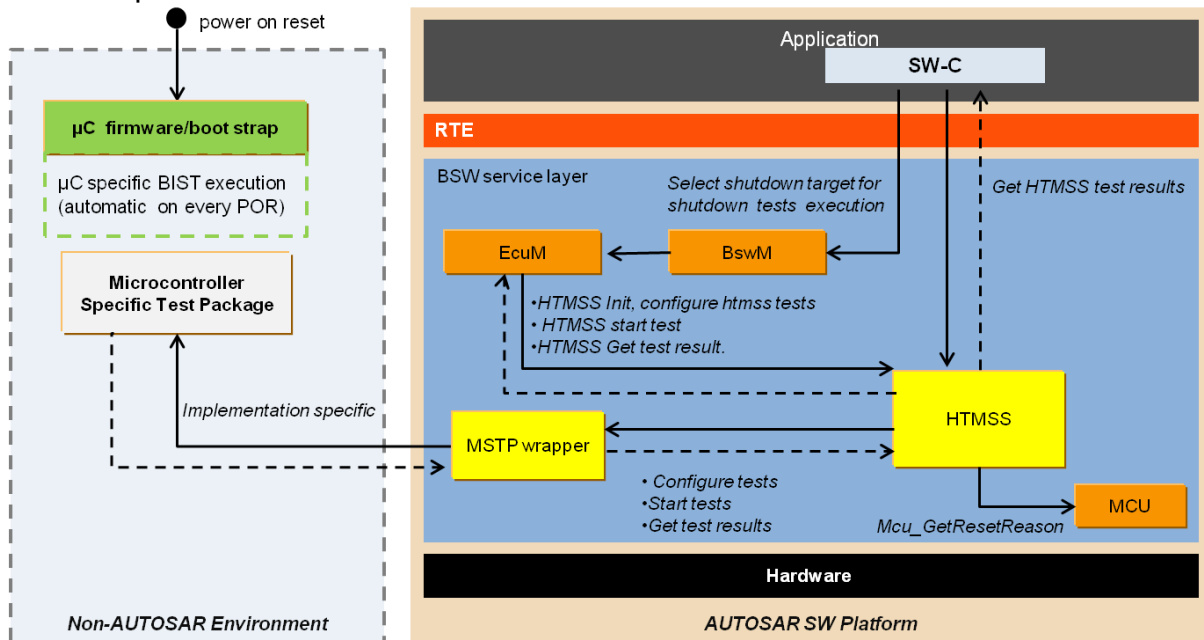 power on reset
µC firmware/boot strap
µC specific BIST execution
(automatic on every POR)
Microcontroller
Specific Test Package
Implementation specific
Non-AUTOSAR Environment
Application
SW-C
RTE
BSW service layer
Select shutdown target for
shutdown tests execution
Get HTMSS test results
EcuM
BswM
•HTMSS Init, configure htmss tests
• HTMSS start test
•HTMSS Get test result.
HTMSS
MSTP wrapper
• Configure tests
•Start tests
•Get test results
Mcu_GetResetReason
MCU
Hardware
AUTOSAR SW Platform